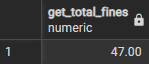 get_total_fines
numeric
1 47.00